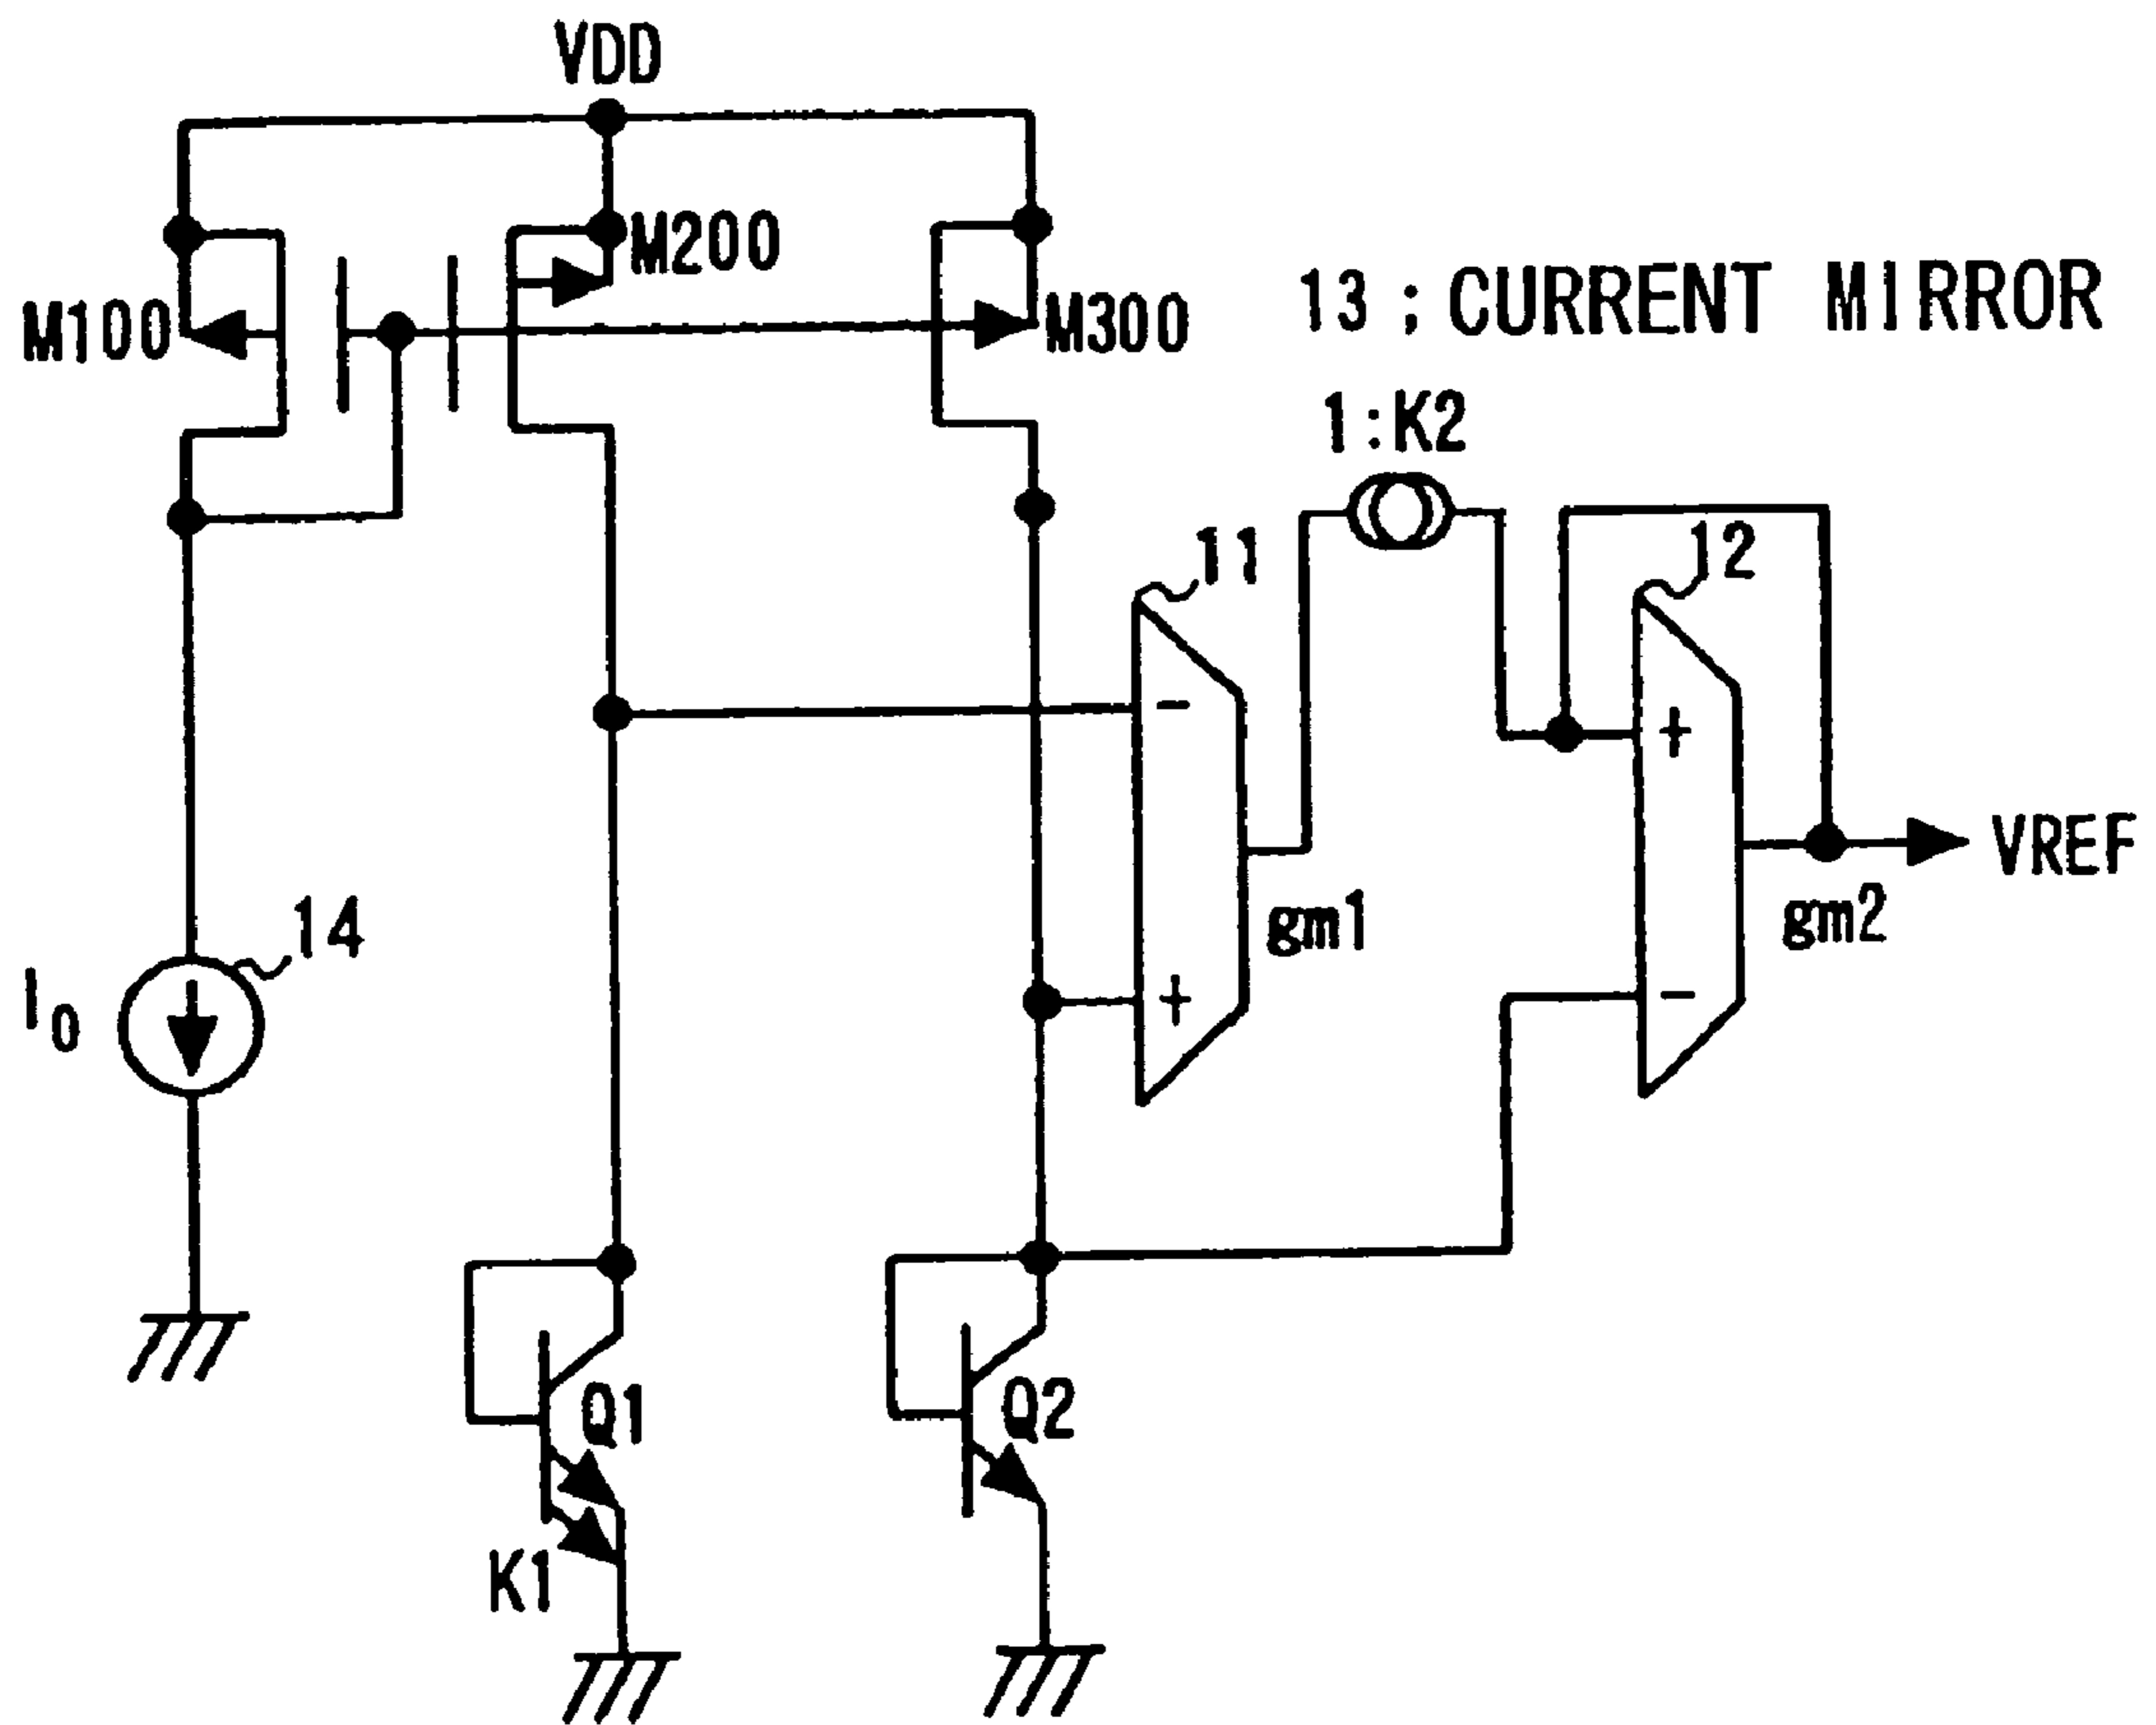 VDD
M200
M100
M300
13 ; CURRENT MIRROR
1:K2
11
12
+
-
+
-
VREF
gm1
gm2
14
I0
Q1
Q2
K1